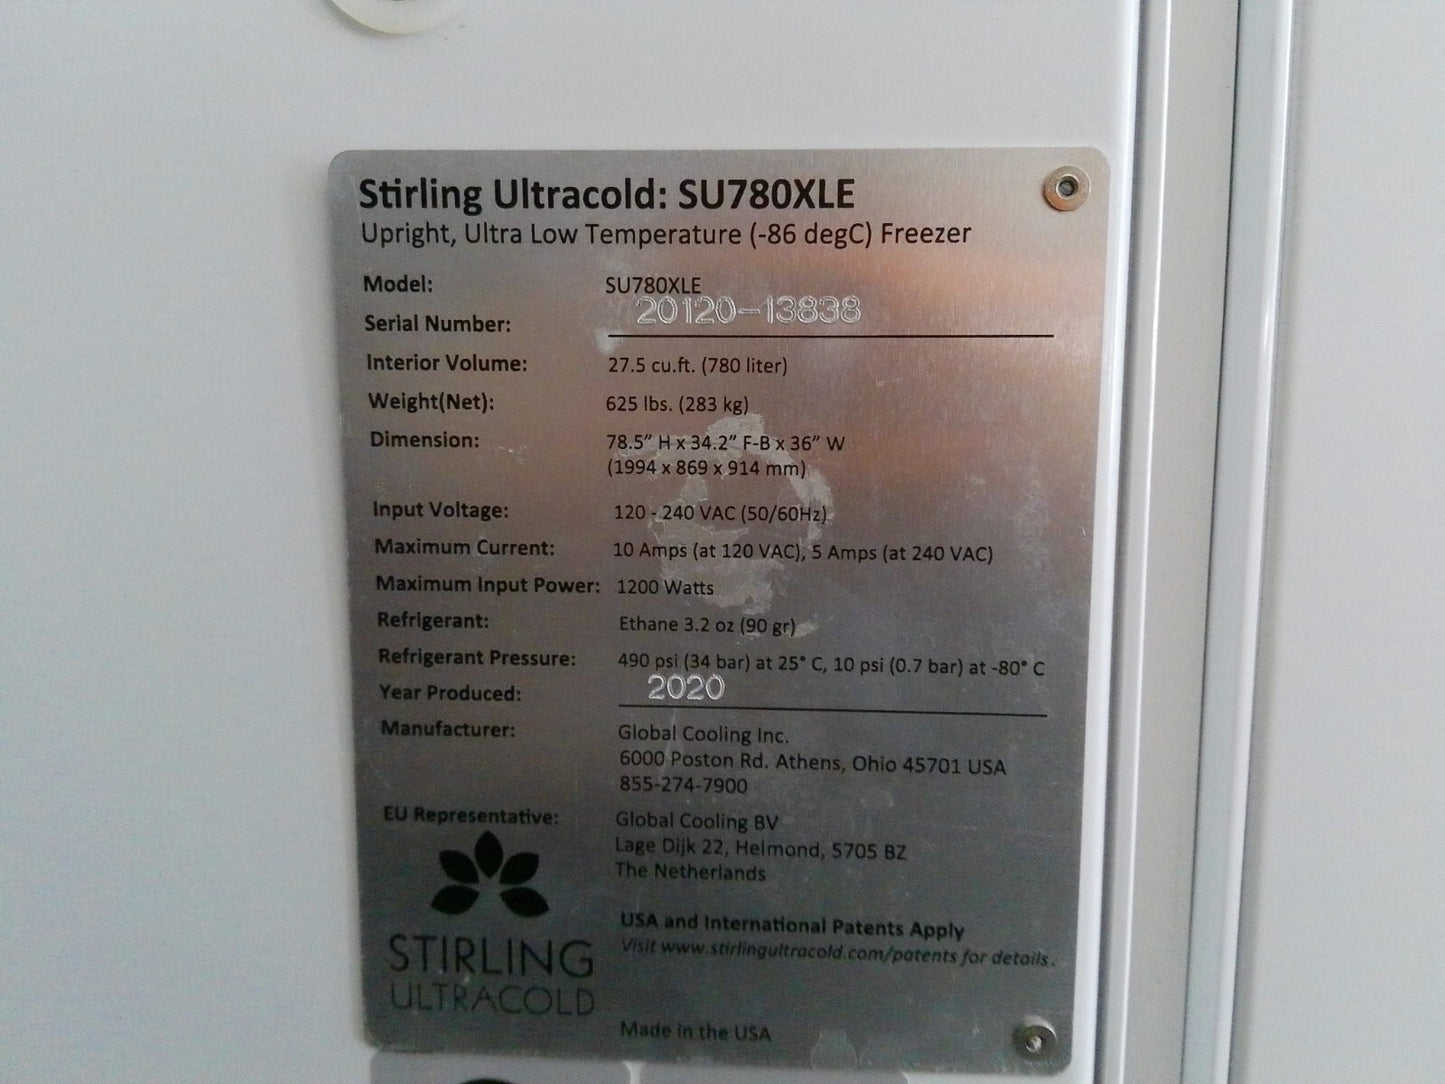 Stirling Ultracold: SU780XLE
Upright, Ultra Low Temperature (-86 degC) Freezer
Model: SU780XLE
Serial Number: 20120-13838
Interior Volume: 27.5 cu.ft. (780 liter)
Weight(Net): 625 lbs. (283 kg)
Dimension: 78.5” H x 34.2” F-B x 36” W
(1994 x 869 x 914 mm)
Input Voltage: 120 - 240 VAC (50/60Hz)
Maximum Current: 10 Amps (at 120 VAC), 5 Amps (at 240 VAC)
Maximum Input Power: 1200 Watts
Refrigerant: Ethane 3.2 oz (90 gr)
Refrigerant Pressure: 490 psi (34 bar) at 25° C, 10 psi (0.7 bar) at -80° C
Year Produced: 2020
Manufacturer: Global Cooling Inc.
6000 Poston Rd. Athens, Ohio 45701 USA
855-274-7900
EU Representative: Global Cooling BV
Lage Dijk 22, Helmond, 5705 BZ
The Netherlands
USA and International Patents Apply
Visit www.stirlingultracold.com/patents for details.
STIRLING
ULTRACOLD
Made in the USA